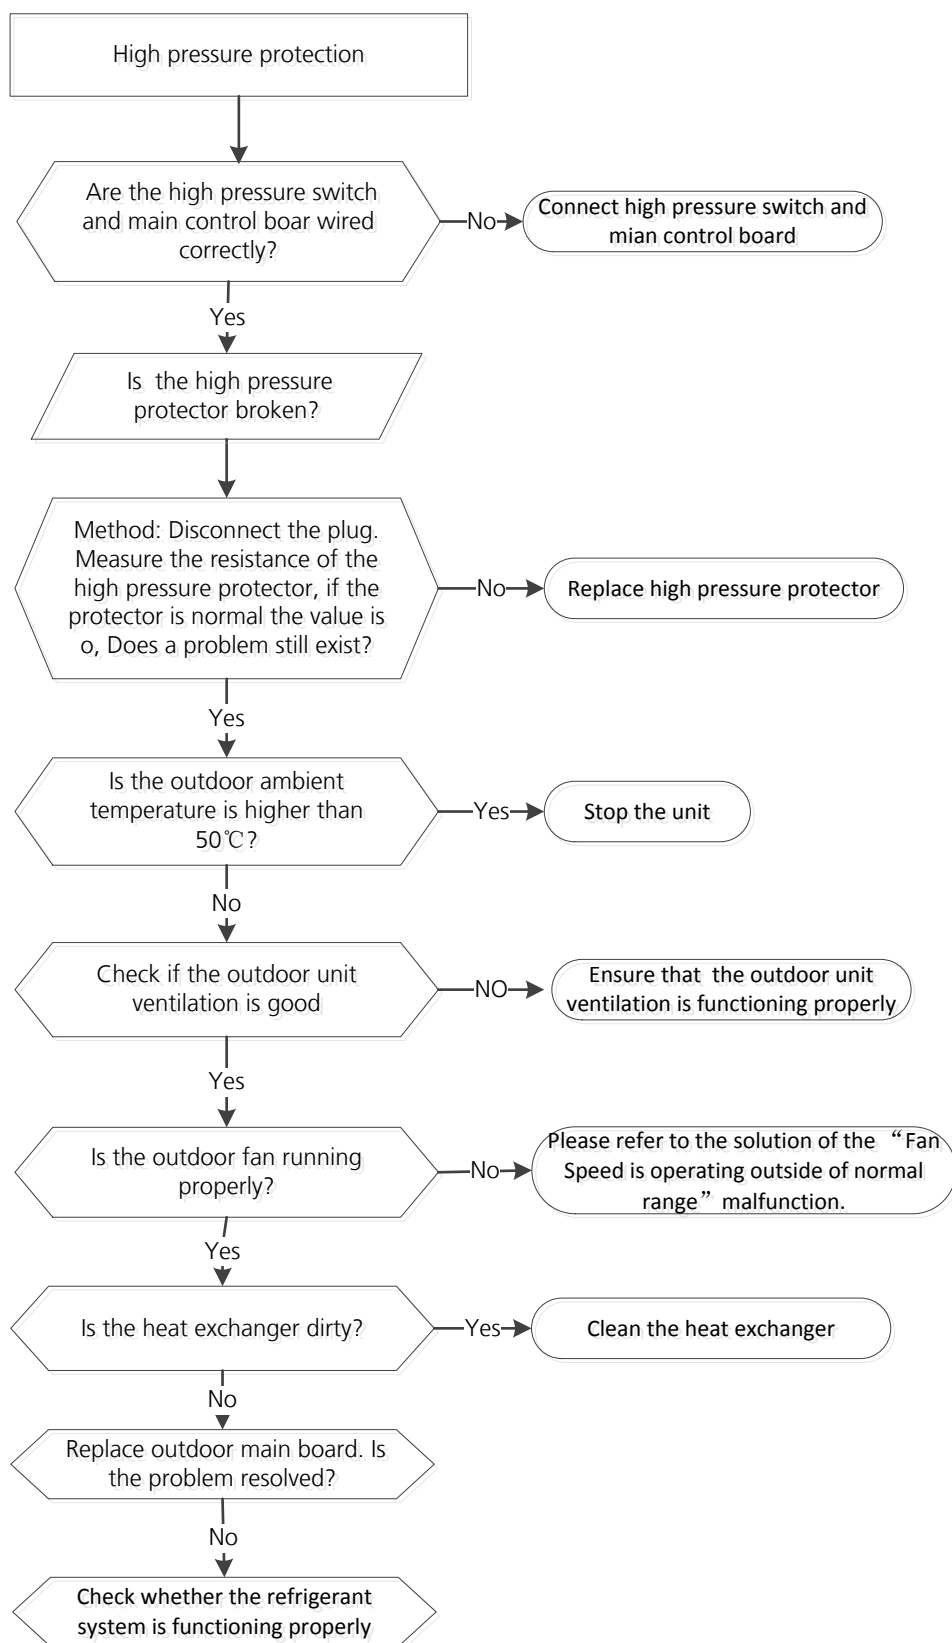 High pressure protection
Are the high pressure switch
and main control boar wired
correctly?
No
Connect high pressure switch and
mian control board
Yes
Is the high pressure
protector broken?
Method: Disconnect the plug.
Measure the resistance of the
high pressure protector, if the
protector is normal the value is
o, Does a problem still exist?
No
Replace high pressure protector
Yes
Is the outdoor ambient
temperature is higher than
50℃?
Yes
Stop the unit
No
Check if the outdoor unit
ventilation is good
NO
Ensure that the outdoor unit
ventilation is functioning properly
Yes
Is the outdoor fan running
properly?
No
Please refer to the solution of the “Fan
Speed is operating outside of normal
range” malfunction.
Yes
Is the heat exchanger dirty?
Yes
Clean the heat exchanger
No
Replace outdoor main board. Is
the problem resolved?
No
Check whether the refrigerant
system is functioning properly